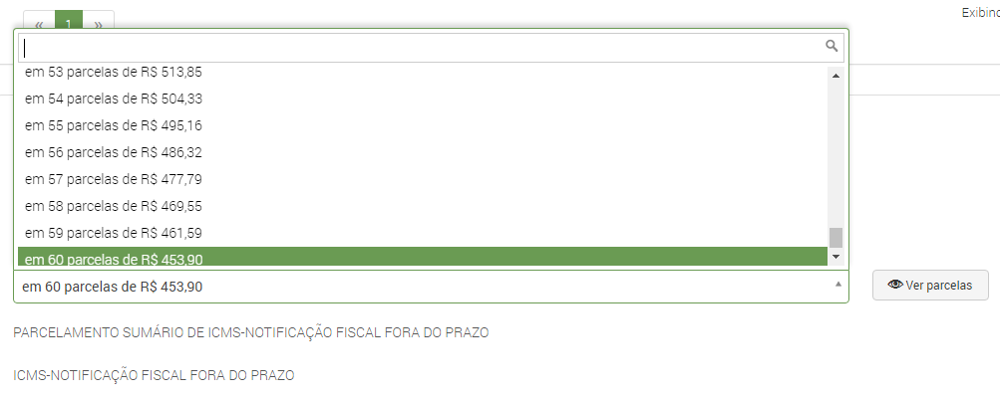 « 1 »
Exibind
em 53 parcelas de R$ 513,85
em 54 parcelas de R$ 504,33
em 55 parcelas de R$ 495,16
em 56 parcelas de R$ 486,32
em 57 parcelas de R$ 477,79
em 58 parcelas de R$ 469,55
em 59 parcelas de R$ 461,59
em 60 parcelas de R$ 453,90
em 60 parcelas de R$ 453,90
Ver parcelas
PARCELAMENTO SUMÁRIO DE ICMS-NOTIFICAÇÃO FISCAL FORA DO PRAZO
ICMS-NOTIFICAÇÃO FISCAL FORA DO PRAZO